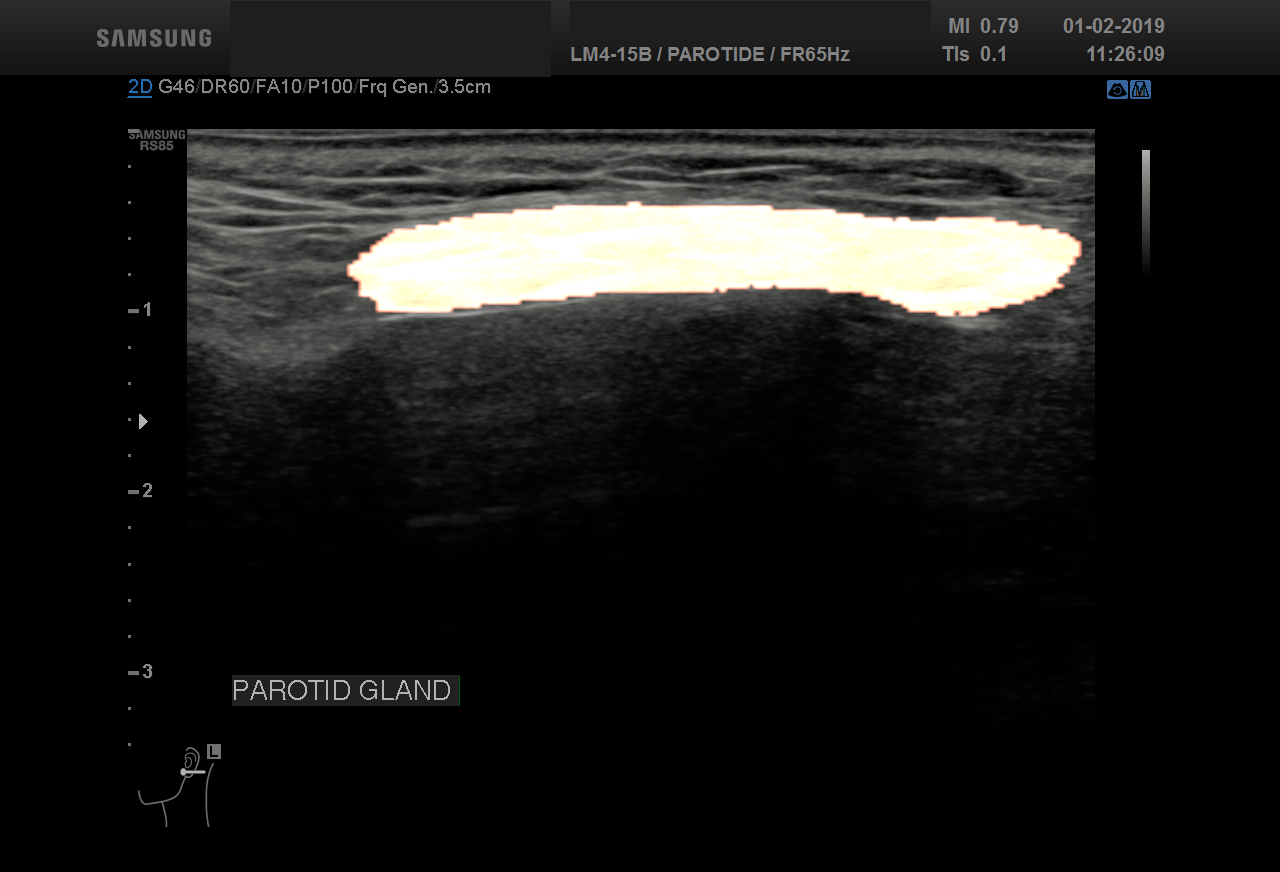 SAMSUNG
LM4-15B / PAROTIDE / FR65Hz
MI 0.79
TIs 0.1
01-02-2019
11:26:09
2D G46/DR60/FA10/P100/Frq Gen./3.5cm
M
SAMSUNG
RS85
1
2
3
PAROTID GLAND
L